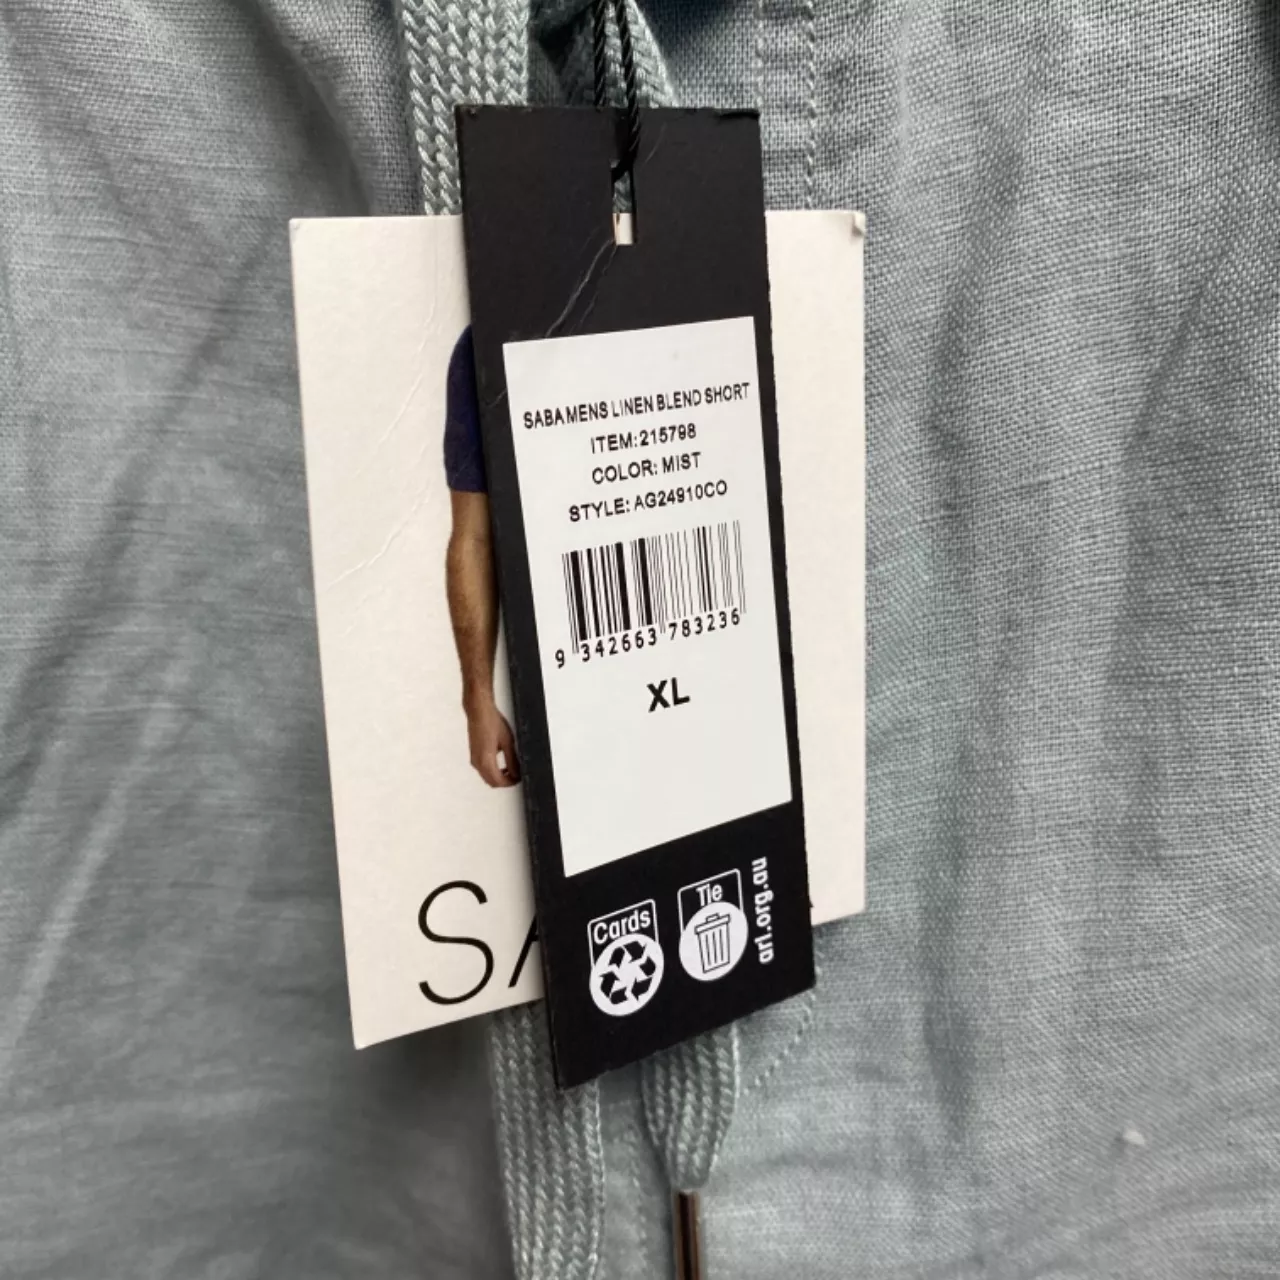 SABA MENS LINEN BLEND SHORT
ITEM:215798
COLOR: MIST
STYLE: AG24910CO
9 342663 783236
XL
Cards
Tie
arl.org.au
SA